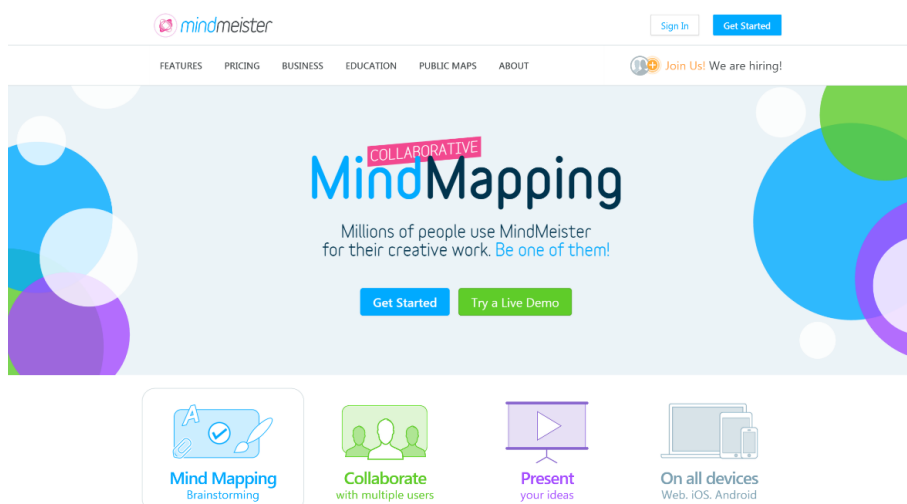 mindmeister
Sign In
Get Started
FEATURES
PRICING
BUSINESS
EDUCATION
PUBLIC MAPS
ABOUT
Join Us! We are hiring!
COLLABORATIVE
MindMapping
Millions of people use MindMeister
for their creative work. Be one of them!
Get Started
Try a Live Demo
A
Mind Mapping
Brainstorming
Collaborate
with multiple users
Present
your ideas
On all devices
Web, iOS, Android